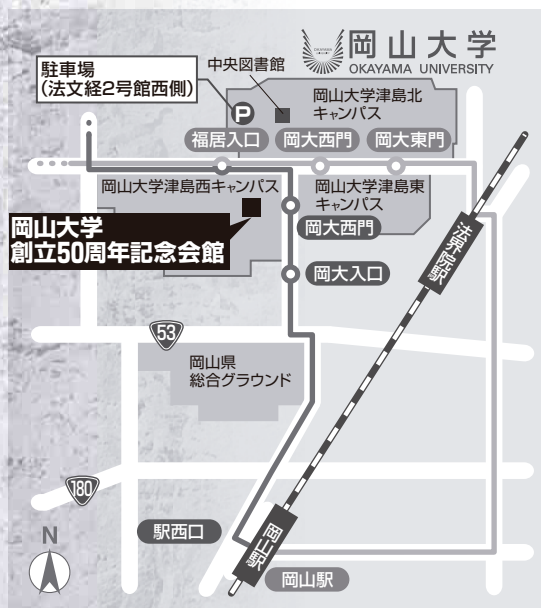 岡山大学
OKAYAMA UNIVERSITY
駐車場
(法文経2号館西側)
中央図書館
P
岡山大学津島北
キャンパス
福居入口
岡大西門
岡大東門
岡山大学津島西キャンパス
岡山大学津島東
キャンパス
岡大西門
岡山大学
創立50周年記念会館
法界院駅
岡大入口
53
岡山県
総合グラウンド
180
N
駅西口
岡山駅
岡山駅